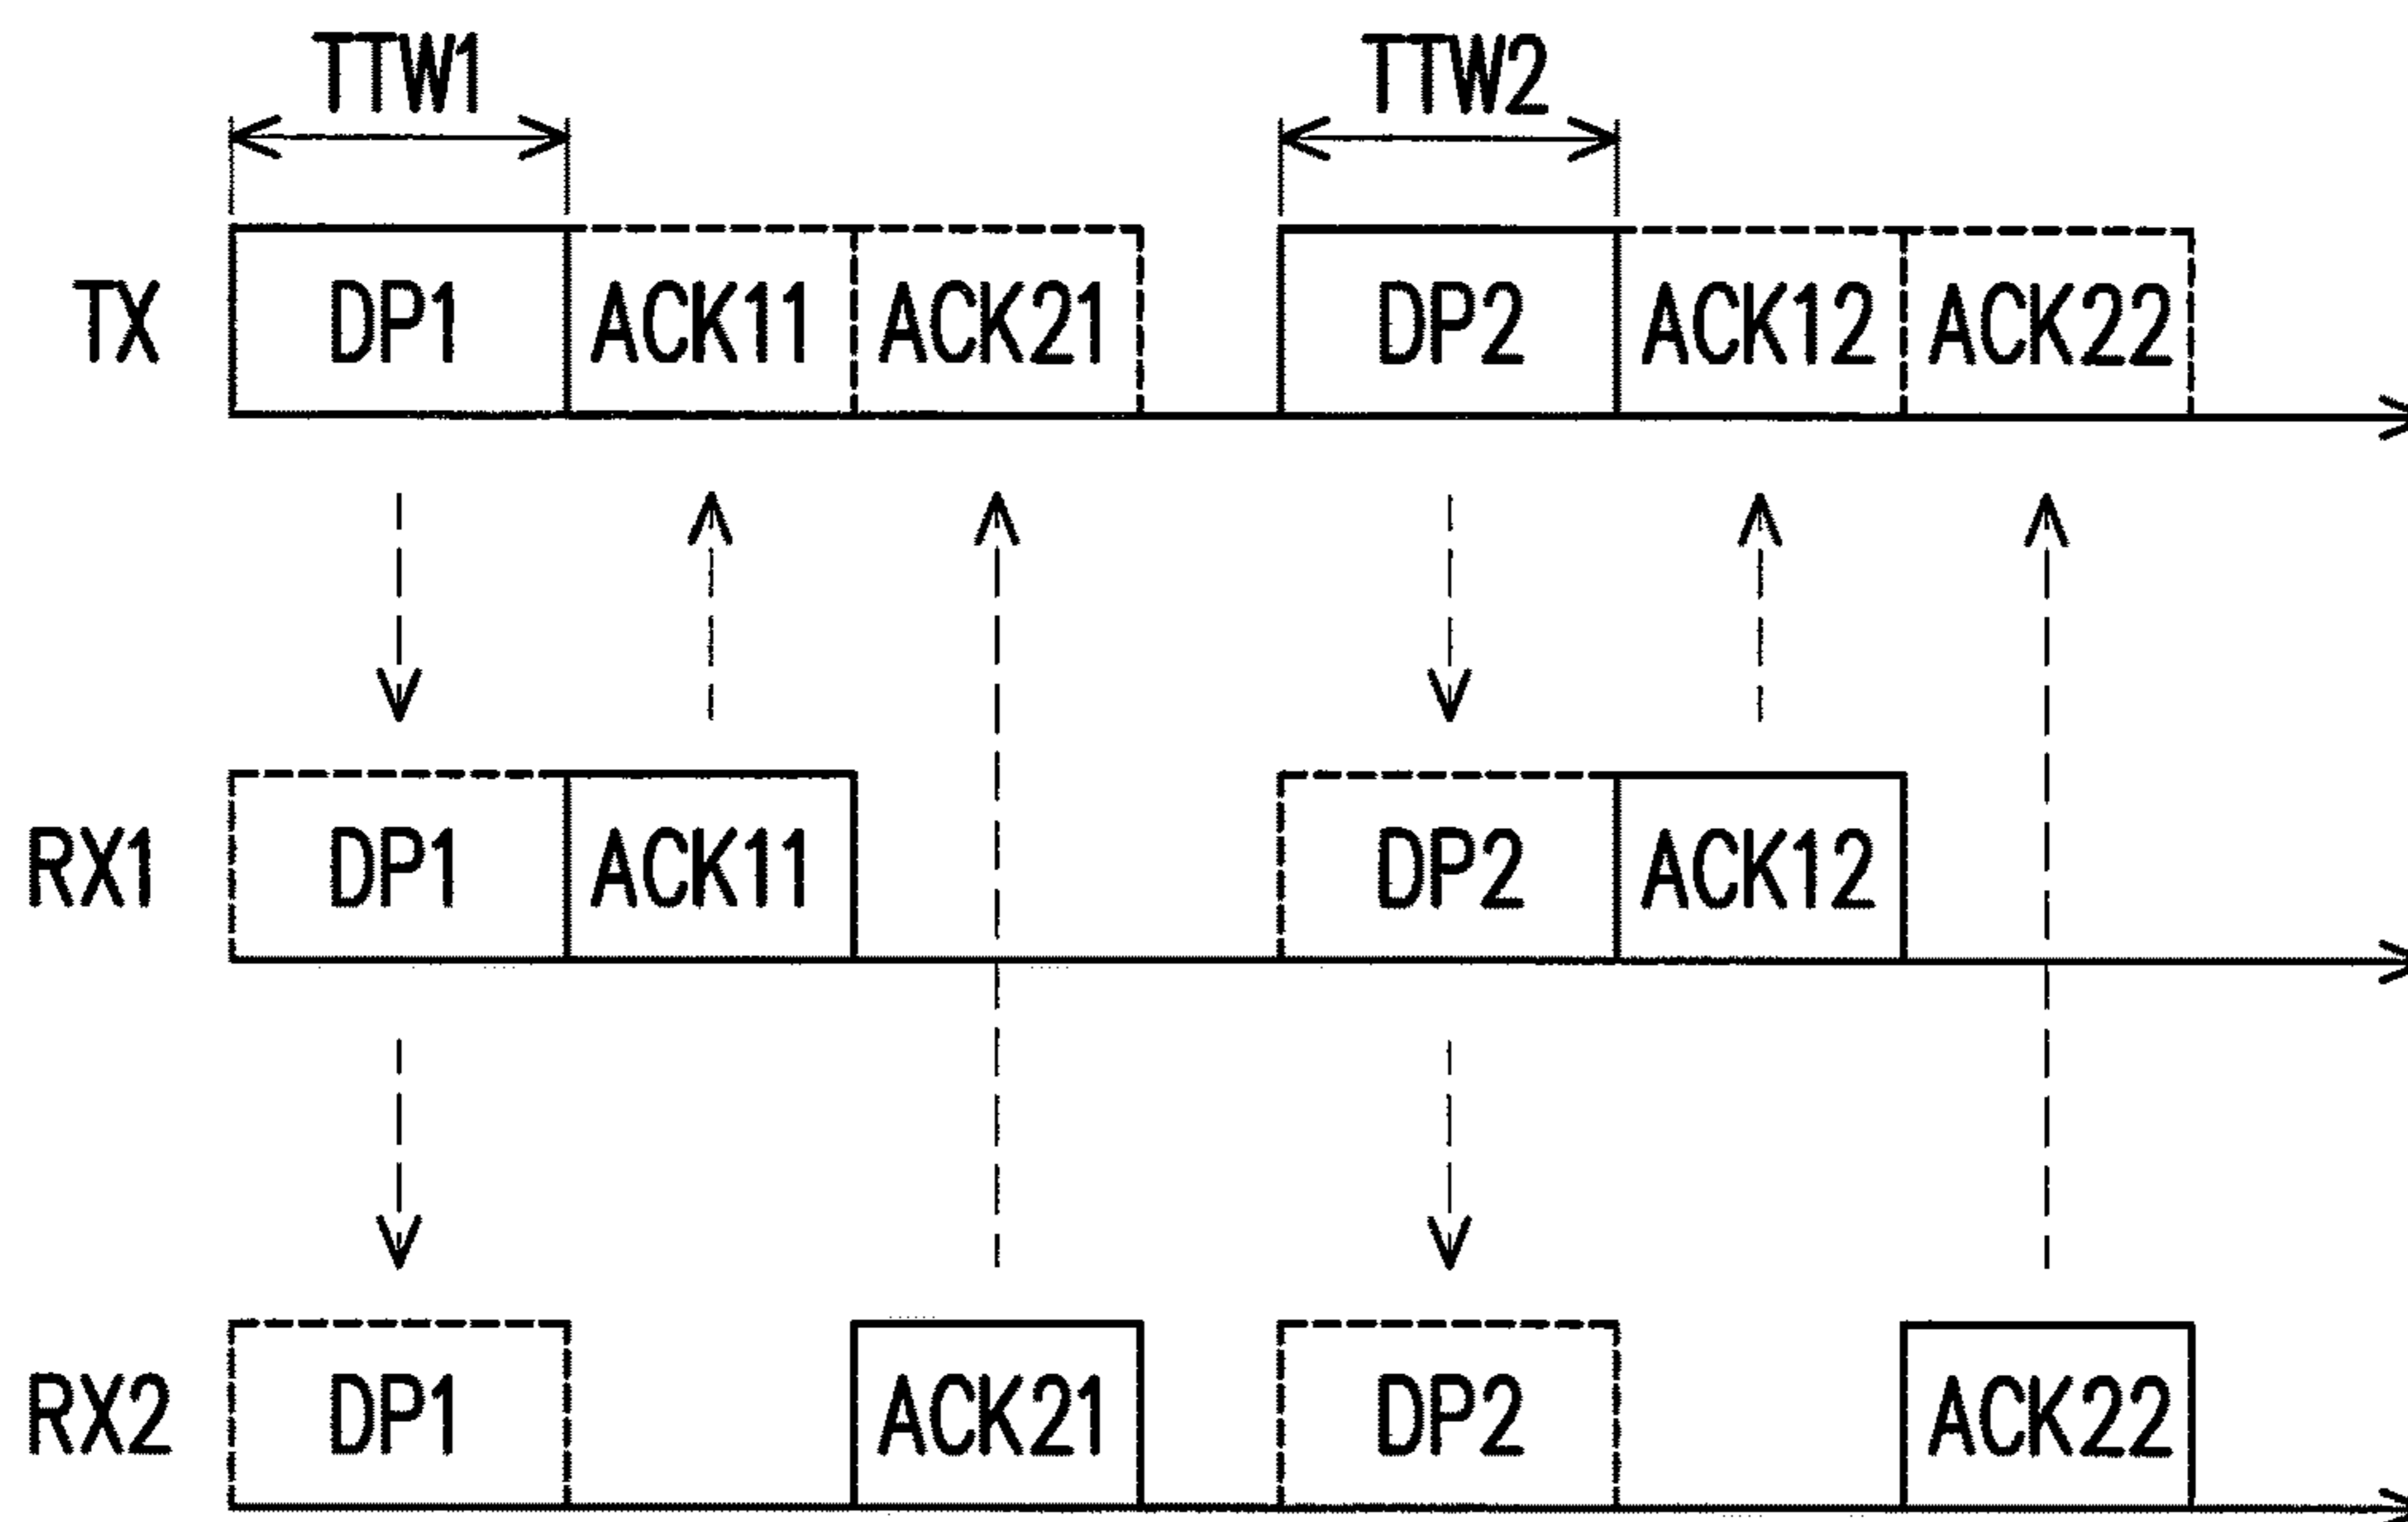 TTW1 TTW2
TX DP1 ACK11 ACK21 DP2 ACK12 ACK22
RX1 DP1 ACK11 DP2 ACK12
RX2 DP1 ACK21 DP2 ACK22